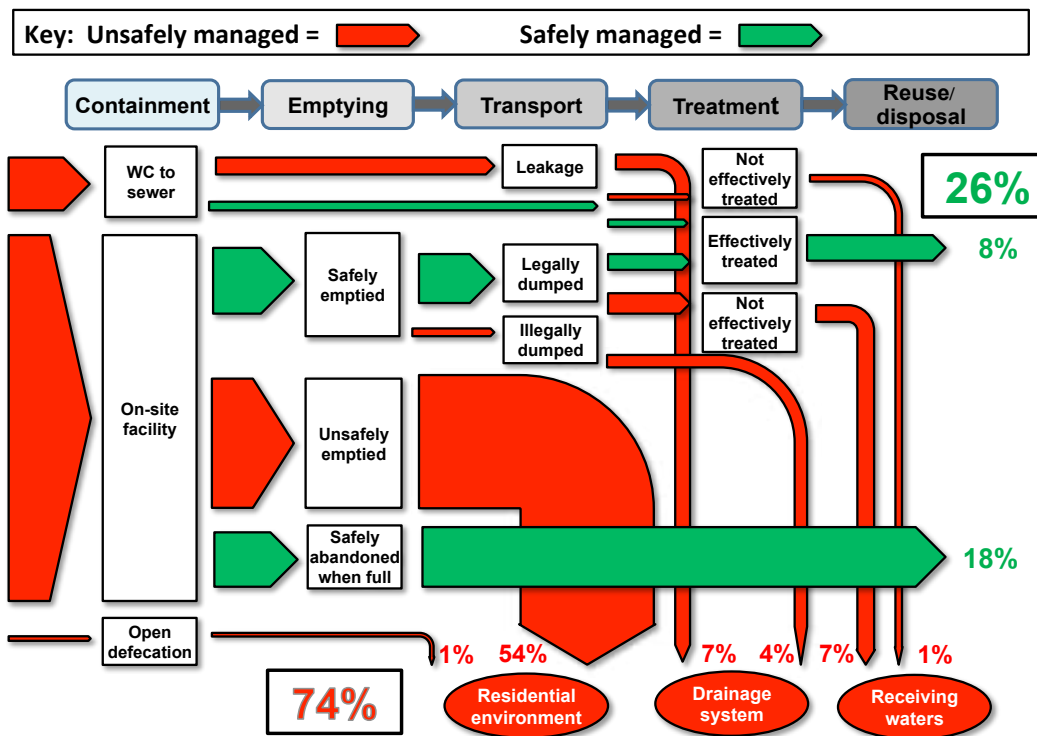 Key: Unsafely managed =
Safely managed =
Containment
Emptying
Transport
Treatment
Reuse/
disposal
WC to
sewer
Leakage
Not
effectively
treated
26%
Effectively
treated
8%
On-site
facility
Safely
emptied
Legally
dumped
Illegally
dumped
Not
effectively
treated
Unsafely
emptied
Safely
abandoned
when full
18%
Open
defecation
1%
54%
7%
4%
7%
1%
74%
Residential
environment
Drainage
system
Receiving
waters